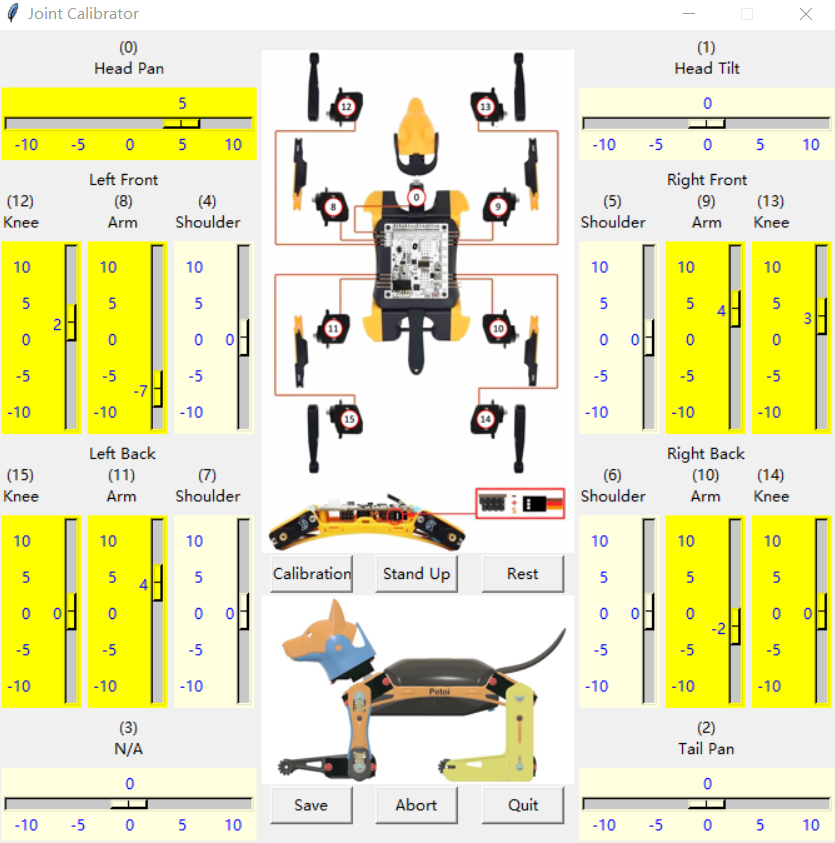 Joint Calibrator
(0)
Head Pan
5
-10 -5 0 5 10
(1)
Head Tilt
0
-10 -5 0 5 10
Left Front
(12) (8) (4)
Knee Arm Shoulder
10 10 10
5 5 5
2
0 0 0 0
-5 -5 -5
-7
-10 -10 -10
Right Front
(5) (9) (13)
Shoulder Arm Knee
10 10 10
5 5 5
4 3
0 0 0 0
-5 -5 -5
-10 -10 -10
12 13
0
8 9
11 10
15 14
Left Back
(15) (11) (7)
Knee Arm Shoulder
10 10 10
5 5 5
4
0 0 0 0 0
-5 -5 -5
-10 -10 -10
Right Back
(6) (10) (14)
Shoulder Arm Knee
10 10 10
5 5 5
0 0 0 0 0
-2
-5 -5 -5
-10 -10 -10
Calibration Stand Up Rest
Petoi
(3)
N/A
0
-10 -5 0 5 10
(2)
Tail Pan
0
-10 -5 0 5 10
Save Abort Quit